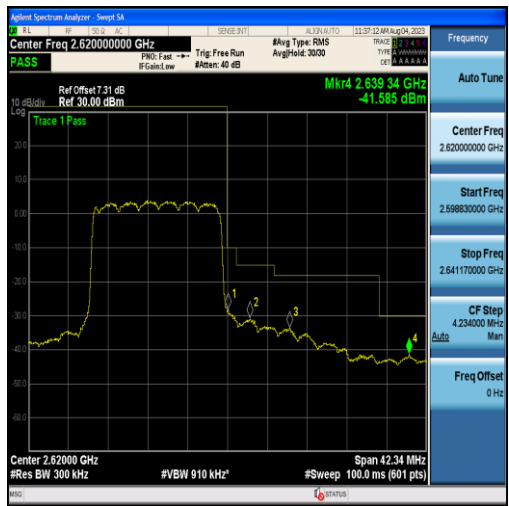 Agilent Spectrum Analyzer - Swept SA
RL RF 50 Ω AC SENSE:INT ALIGN AUTO 11:37:12 AM Aug 04, 2023
Center Freq 2.620000000 GHz
#Avg Type: RMS
TRACE 1 2 3 4 5 6
PASS
PNO: Fast
Trig: Free Run
Avg|Hold: 30/30
TYPE A WWWWW
IFGain:Low
#Atten: 40 dB
DET A A A A A A
Mkr4 2.639 34 GHz
Ref Offset 7.31 dB
-41.585 dBm
10 dB/div Ref 30.00 dBm
Log
Trace 1 Pass
20.0
0.00
-10.0
-20.0
-30.0
-40.0
-50.0
-60.0
1
2
3
4
Center 2.62000 GHz
Span 42.34 MHz
#Res BW 300 kHz
#VBW 910 kHz*
#Sweep 100.0 ms (601 pts)
MSG
STATUS
Frequency
Auto Tune
Center Freq
2.620000000 GHz
Start Freq
2.598830000 GHz
Stop Freq
2.641170000 GHz
CF Step
4.234000 MHz
Auto Man
Freq Offset
0 Hz